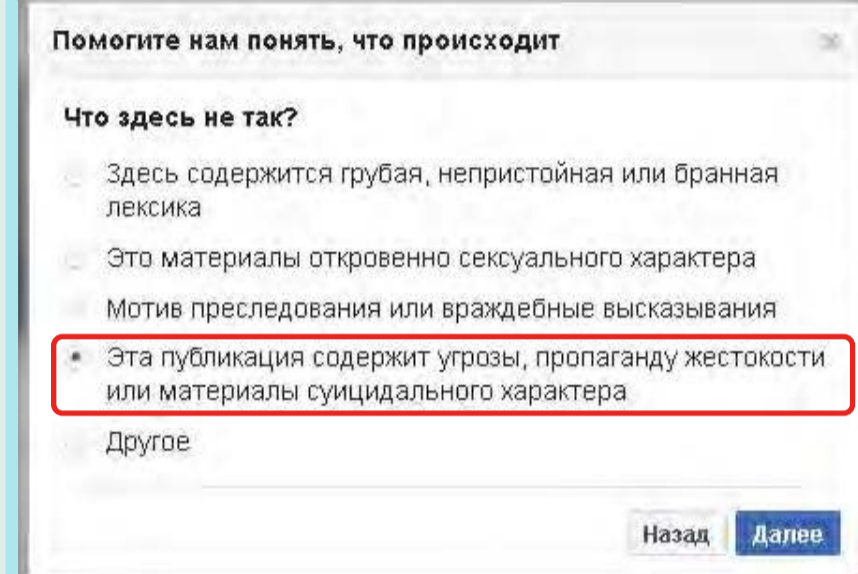 Помогите нам понять, что происходит
Что здесь не так?
Здесь содержится грубая, непристойная или бранная
лексика
Это материалы откровенно сексуального характера
Мотив преследования или враждебные высказывания
Эта публикация содержит угрозы, пропаганду жестокости
или материалы суицидального характера
Другое
Назад Далее